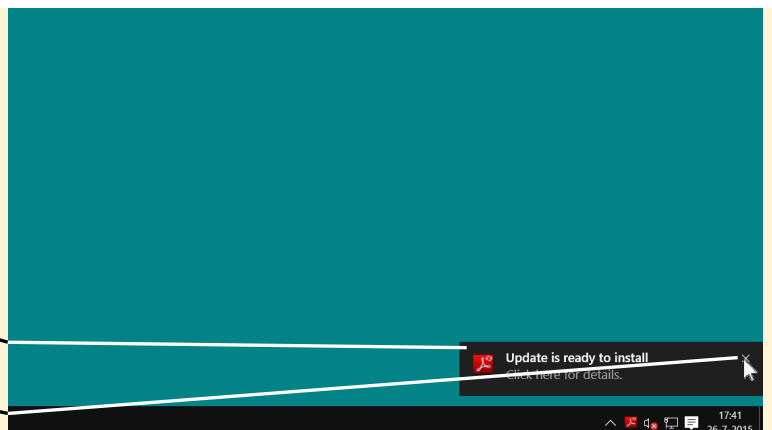 Update is ready to install
Click here for details.
17:41
26-7-2015